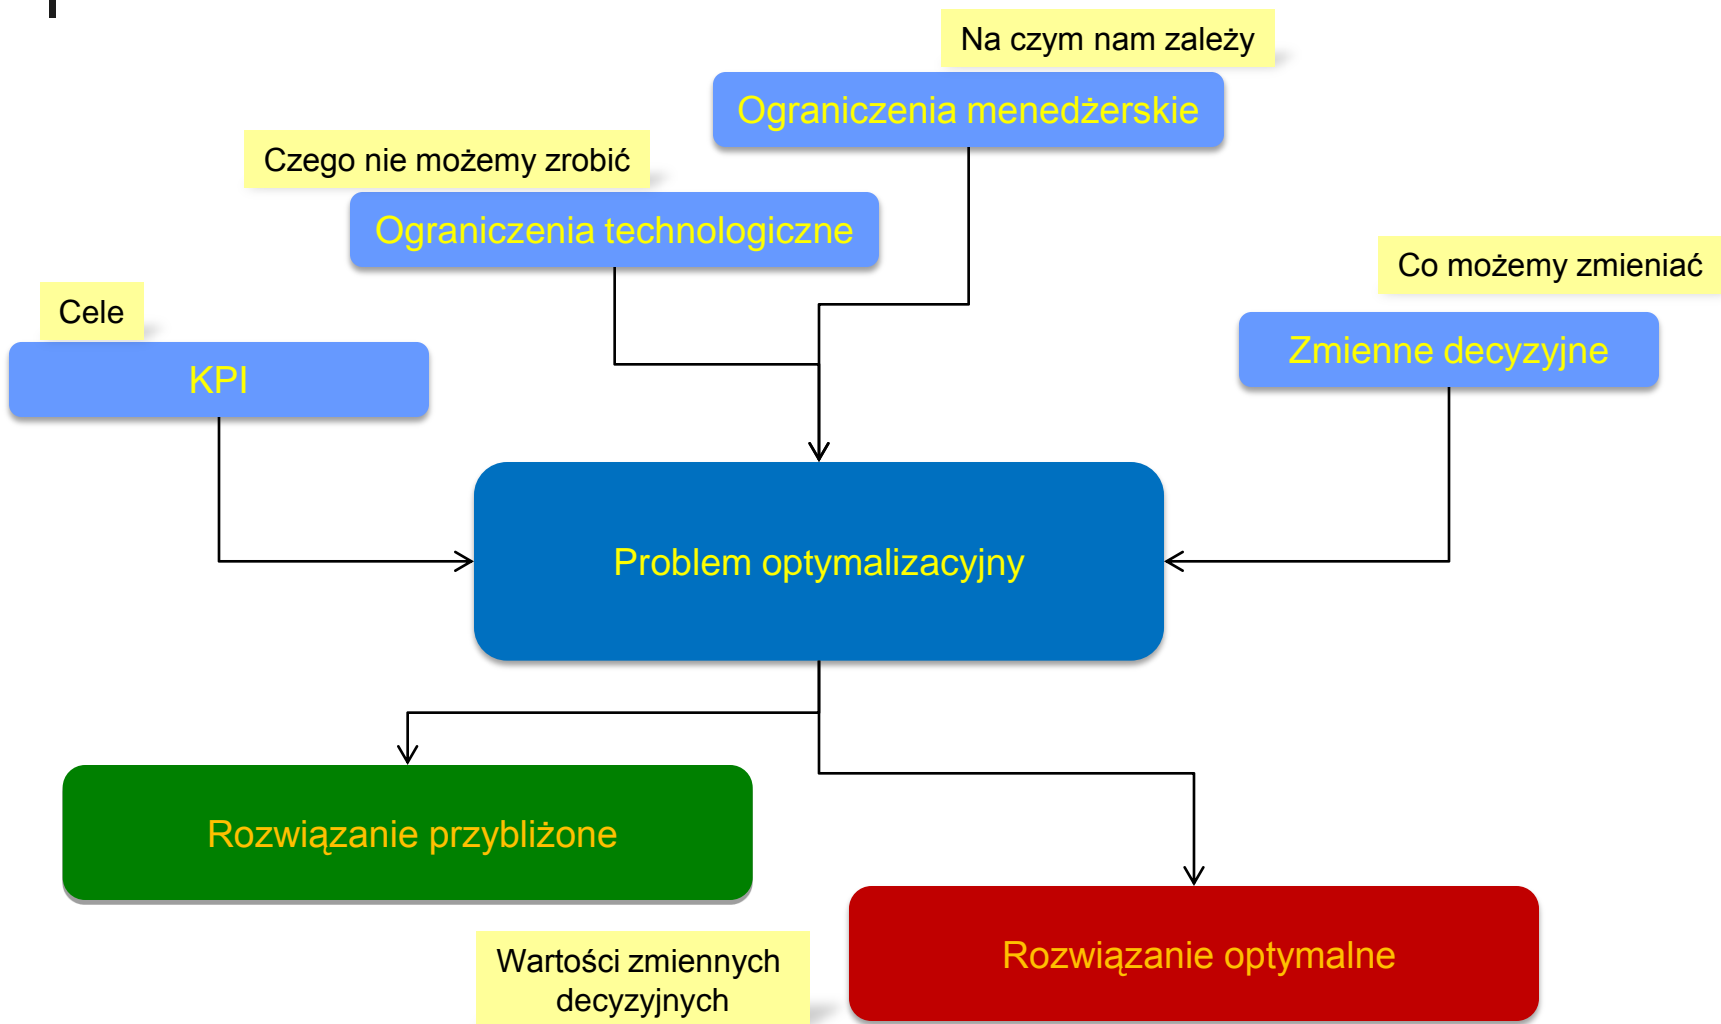 Na czym nam zależy
Ograniczenia menedżerskie
Czego nie możemy zrobić
Ograniczenia technologiczne
Co możemy zmieniać
Zmienne decyzyjne
Cele
KPI
Problem optymalizacyjny
Rozwiązanie przybliżone
Rozwiązanie optymalne
Wartości zmiennych
decyzyjnych